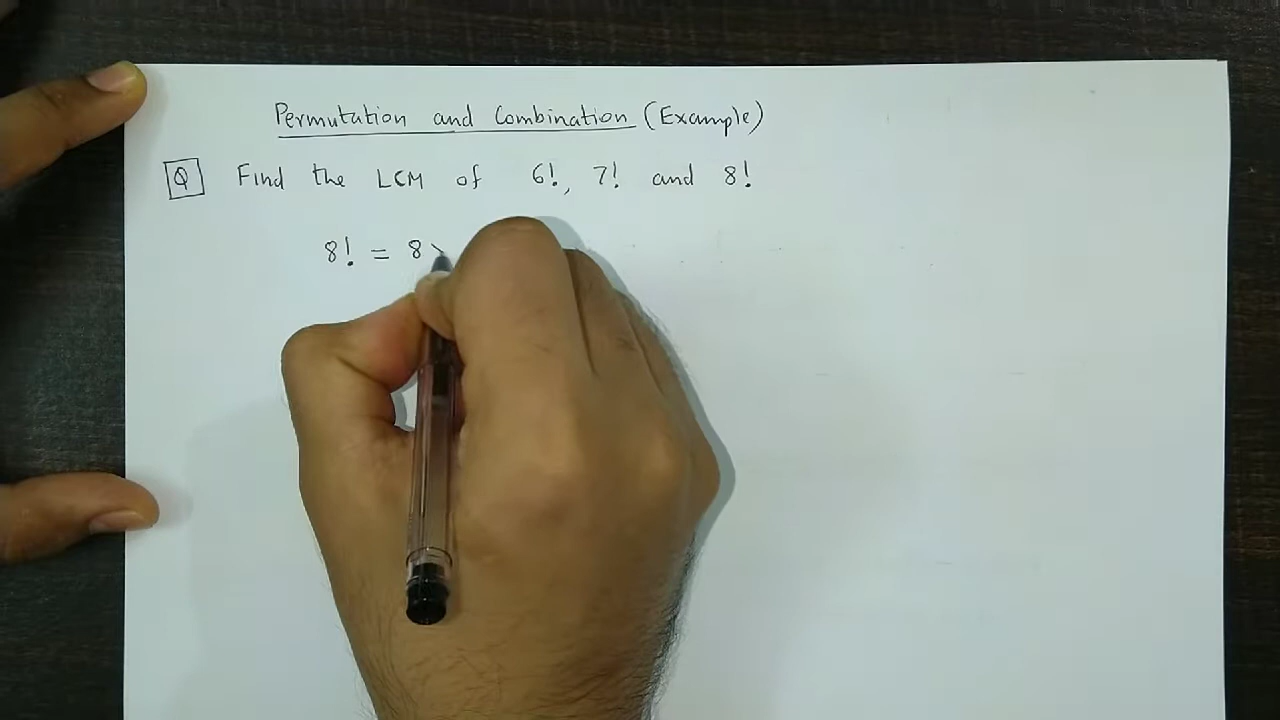 Permutation and Combination (Example)
Q Find the LCM of 6!, 7! and 8!
8! = 8 ×